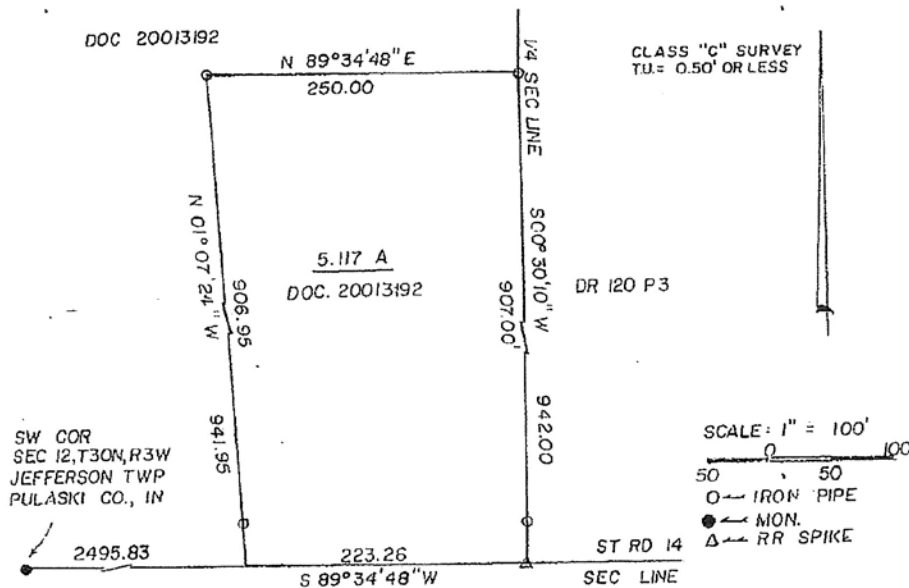 DOC 20013192
N 89°34'48" E
250.00
1/4 SEC LINE
CLASS "C" SURVEY
T.U.= 0.50' OR LESS
N 01° 07' 24" W
906.95
941.95
5.117 A
DOC. 20013192
S00° 30' 10" W
907.00'
942.00
DR 120 P3
SW COR
SEC 12, T30N, R3W
JEFFERSON TWP
PULASKI CO., IN
2495.83
223.26
S 89°34'48" W
ST RD 14
SEC LINE
SCALE: 1" = 100'
50 0 50 100
O IRON PIPE
● MON.
△ RR SPIKE